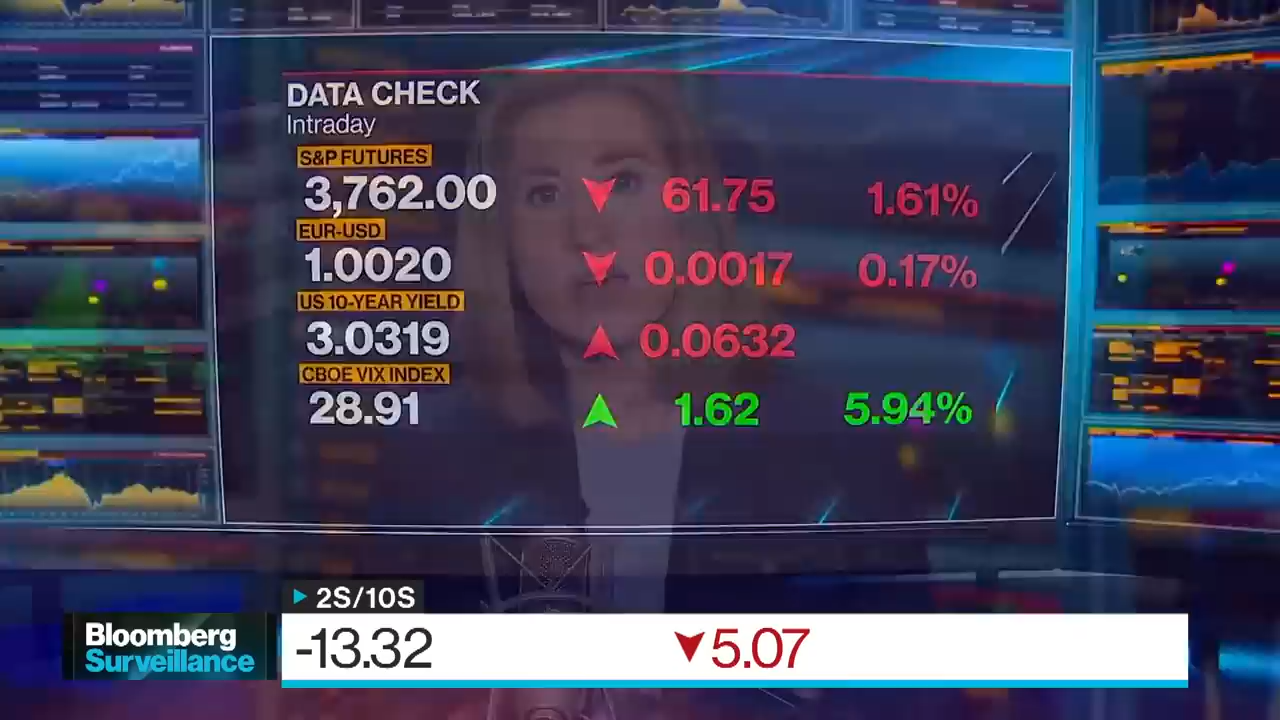 DATA CHECK
Intraday
S&P FUTURES
3,762.00 ▼ 61.75 1.61%
EUR-USD
1.0020 ▼ 0.0017 0.17%
US 10-YEAR YIELD
3.0319 ▲ 0.0632
CBOE VIX INDEX
28.91 ▲ 1.62 5.94%
▶ 2S/10S
-13.32 ▼5.07
Bloomberg
Surveillance